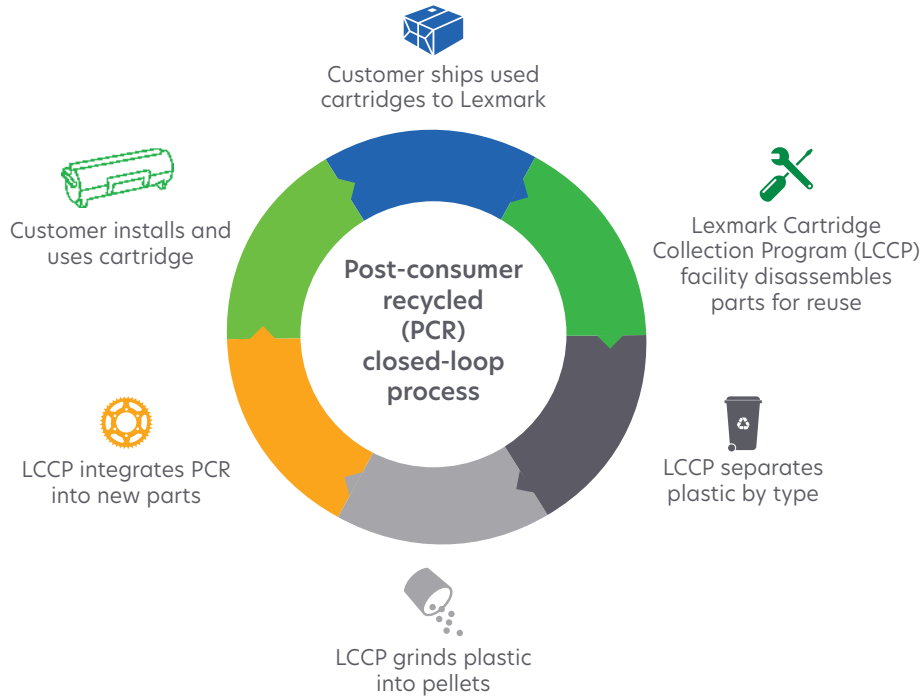 Customer ships used
cartridges to Lexmark
Lexmark Cartridge
Collection Program (LCCP)
facility disassembles
parts for reuse
LCCP separates
plastic by type
LCCP grinds plastic
into pellets
LCCP integrates PCR
into new parts
Customer installs and
uses cartridge
Post-consumer
recycled
(PCR)
closed-loop
process